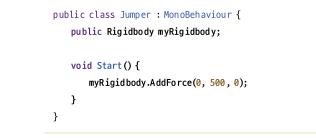 public class Jumper : MonoBehaviour {
public Rigidbody myRigidbody;
void Start() {
myRigidbody.AddForce(0, 500, 0);
}
}